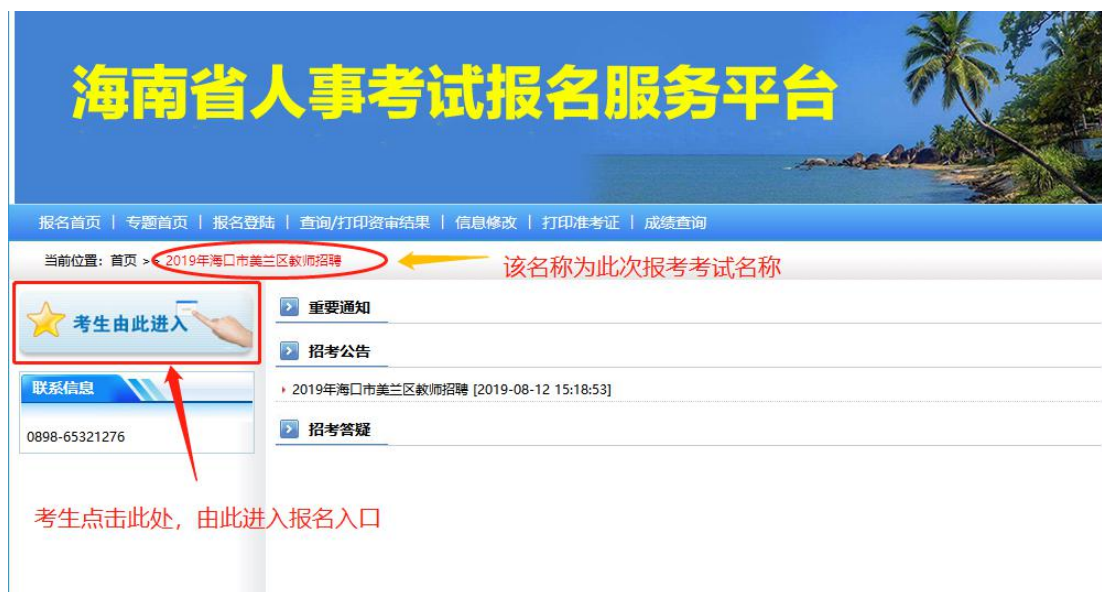 海南省人事考试报名服务平台
报名首页 | 专题首页 | 报名登陆 | 查询/打印资审结果 | 信息修改 | 打印准考证 | 成绩查询
当前位置：首页 >> 2019年海口市美兰区教师招聘
该名称为此次报考考试名称
考生由此进入
重要通知
招考公告
联系信息
2019年海口市美兰区教师招聘 [2019-08-12 15:18:53]
0898-65321276
招考答疑
考生点击此处，由此进入报名入口